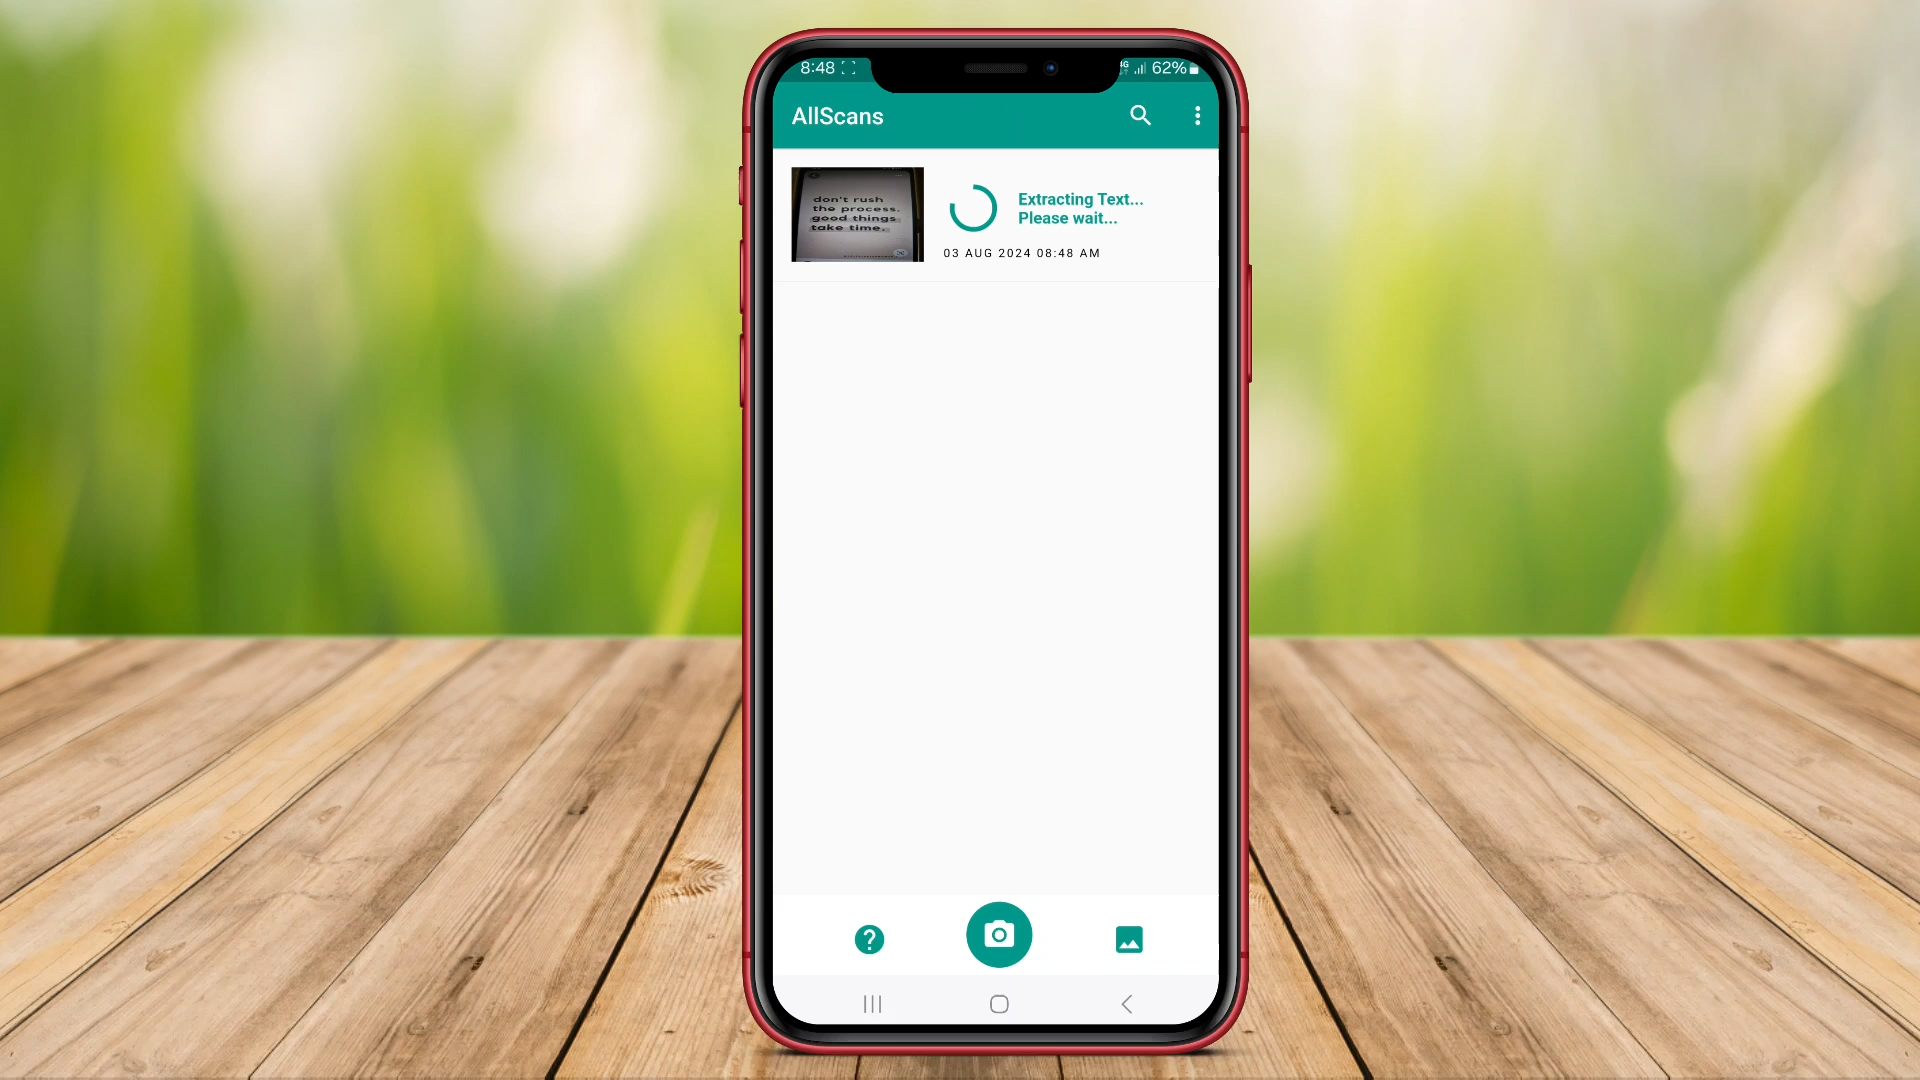 8:48
4G 62%
AllScans
don't rush
the process.
good things
take time.
Extracting Text...
Please wait...
03 AUG 2024 08:48 AM